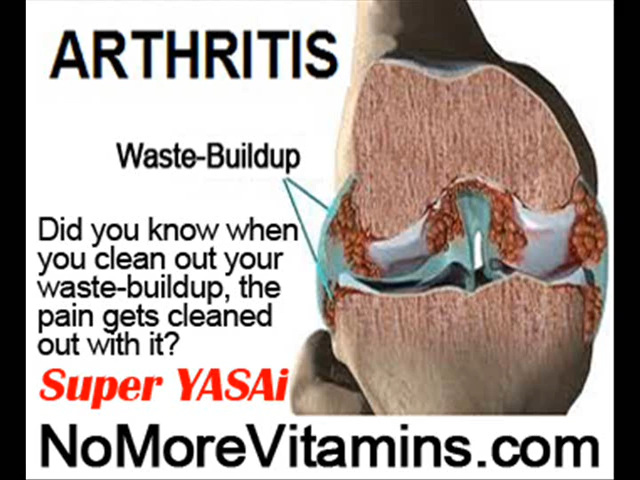 ARTHRITIS
Waste-Buildup
Did you know when
you clean out your
waste-buildup, the
pain gets cleaned
out with it?
Super YASAi
NoMoreVitamins.com